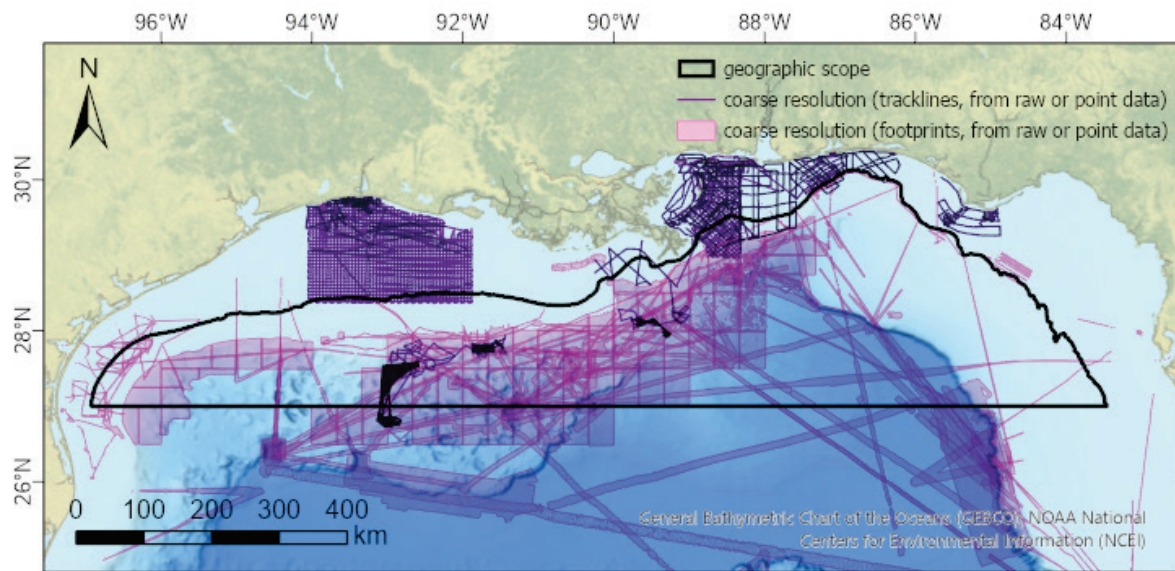 96°W 94°W 92°W 90°W 88°W 86°W 84°W
N
geographic scope
coarse resolution (tracklines, from raw or point data)
coarse resolution (footprints, from raw or point data)
30°N
28°N
26°N
0 100 200 300 400
km
General Bathymetric Chart of the Oceans (GEBCO); NOAA National
Centers for Environmental Information (NCEI)